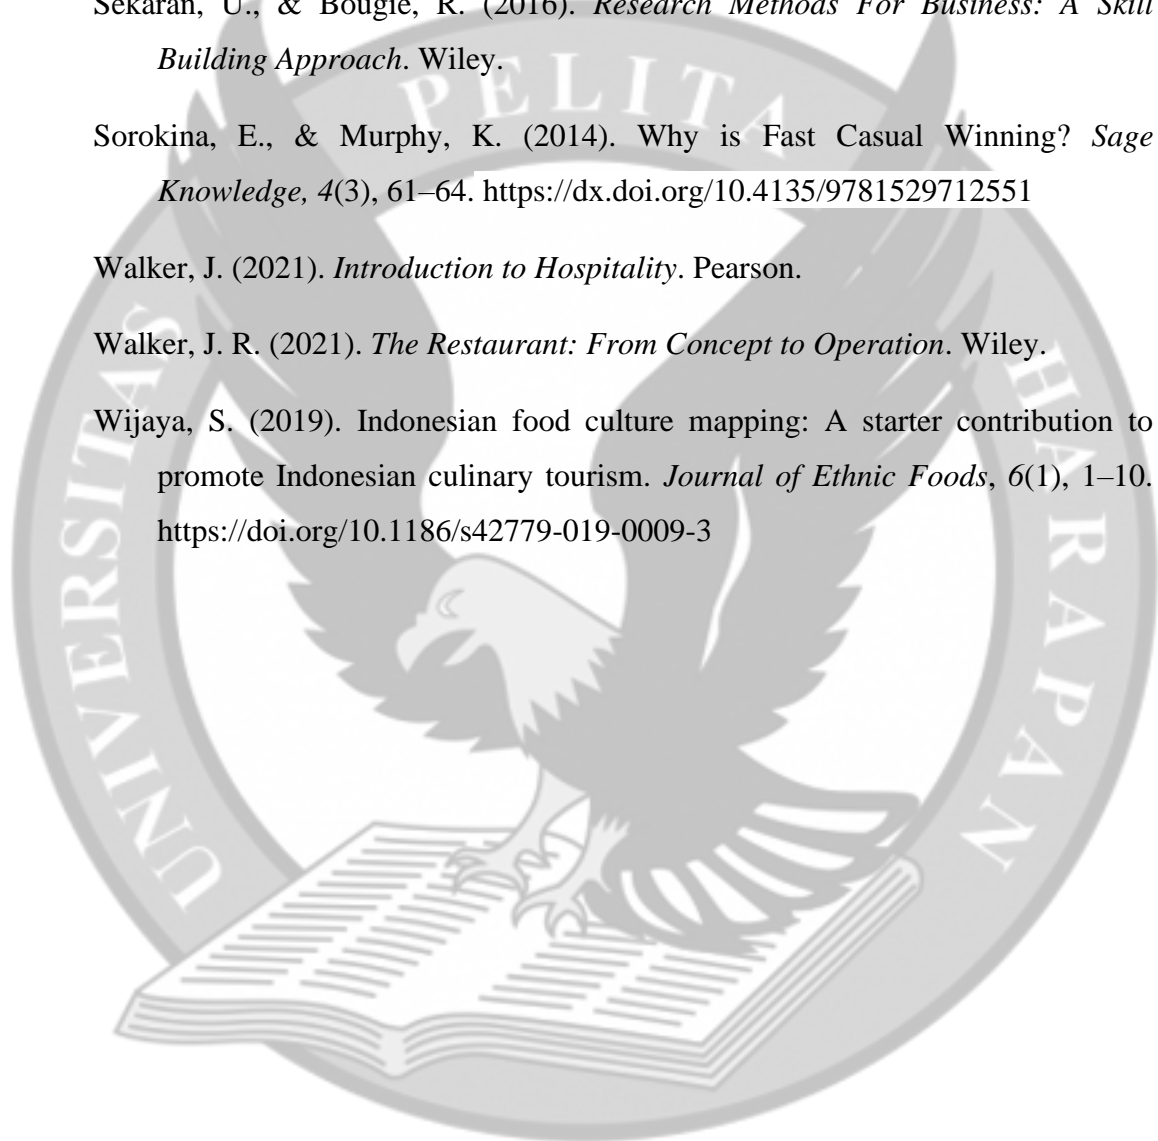 Sekaran, U., & Bougie, R. (2016). Research Methods For Business: A Skill
Building Approach. Wiley.
Sorokina, E., & Murphy, K. (2014). Why is Fast Casual Winning? Sage
Knowledge, 4(3), 61–64. https://dx.doi.org/10.4135/9781529712551
Walker, J. (2021). Introduction to Hospitality. Pearson.
Walker, J. R. (2021). The Restaurant: From Concept to Operation. Wiley.
Wijaya, S. (2019). Indonesian food culture mapping: A starter contribution to
promote Indonesian culinary tourism. Journal of Ethnic Foods, 6(1), 1–10.
https://doi.org/10.1186/s42779-019-0009-3
UNIVERSITAS PELITA HARAPAN